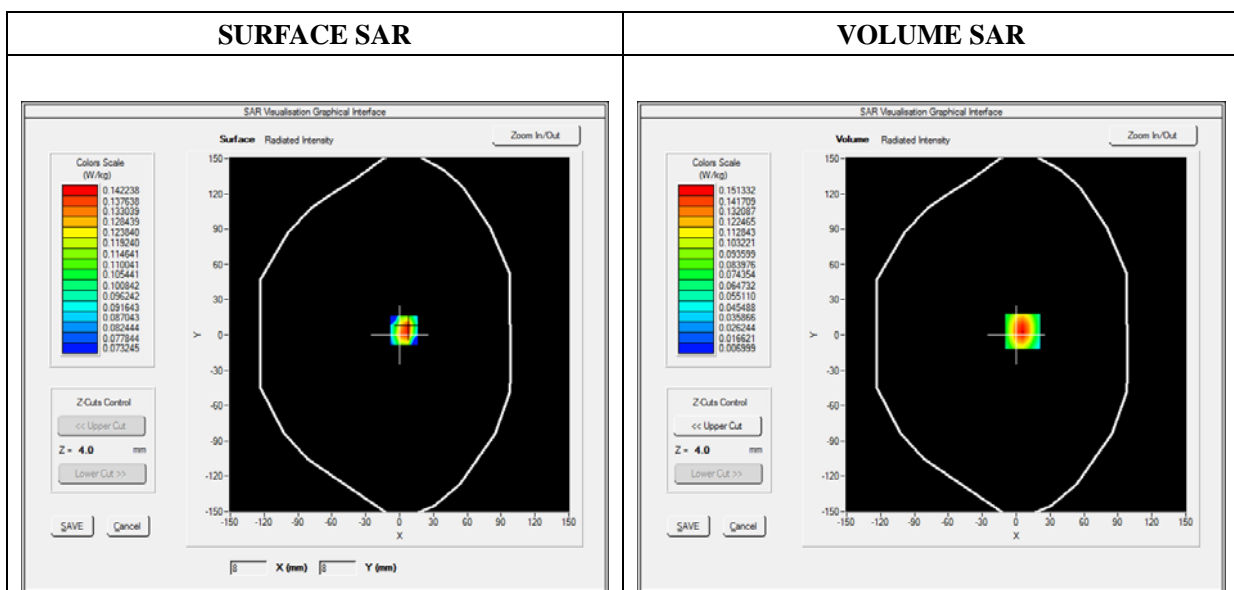 SURFACE SAR
VOLUME SAR
SAR Visualisation Graphical Interface
Surface Radiated Intensity
Zoom In/Out
Colors Scale
(W/kg)
0.142238
0.137638
0.133039
0.128439
0.123840
0.119240
0.114641
0.110041
0.105441
0.100842
0.096242
0.091643
0.087043
0.082444
0.077844
0.073245
Z-Cuts Control
<< Upper Cut
Z = 4.0 mm
Lower Cut >>
SAVE Cancel
150
120
90
60
30
0
-30
-60
-90
-120
-150
Y
-150 -120 -90 -60 -30 0 30 60 90 120 150
X
8 X (mm) 8 Y (mm)
SAR Visualisation Graphical Interface
Volume Radiated Intensity
Zoom In/Out
Colors Scale
(W/kg)
0.151332
0.141709
0.132087
0.122465
0.112843
0.103221
0.093599
0.083976
0.074354
0.064732
0.055110
0.045488
0.035866
0.026244
0.016621
0.006999
Z-Cuts Control
<< Upper Cut
Z = 4.0 mm
Lower Cut >>
SAVE Cancel
150
120
90
60
30
0
-30
-60
-90
-120
-150
Y
-150 -120 -90 -60 -30 0 30 60 90 120 150
X